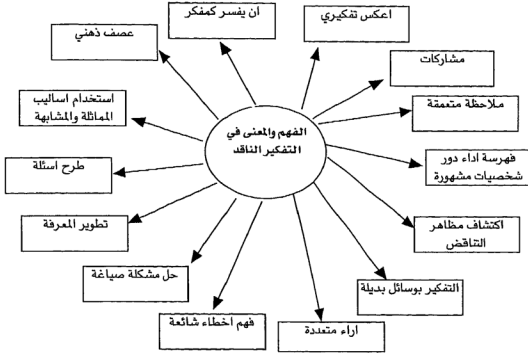 ان يفسر كمفكر
اعكس تفكيري
عصف ذهني
مشاركات
استخدام اساليب
المماثلة والمشابهة
ملاحظة متعمقة
الفهم والمعنى في
التفكير الناقد
فهرسة اداء دور
شخصيات مشهورة
طرح اسئلة
تطوير المعرفة
اكتشاف مظاهر
التناقض
حل مشكلة صياغة
التفكير بوسائل بديلة
فهم اخطاء شائعة
اراء متعددة